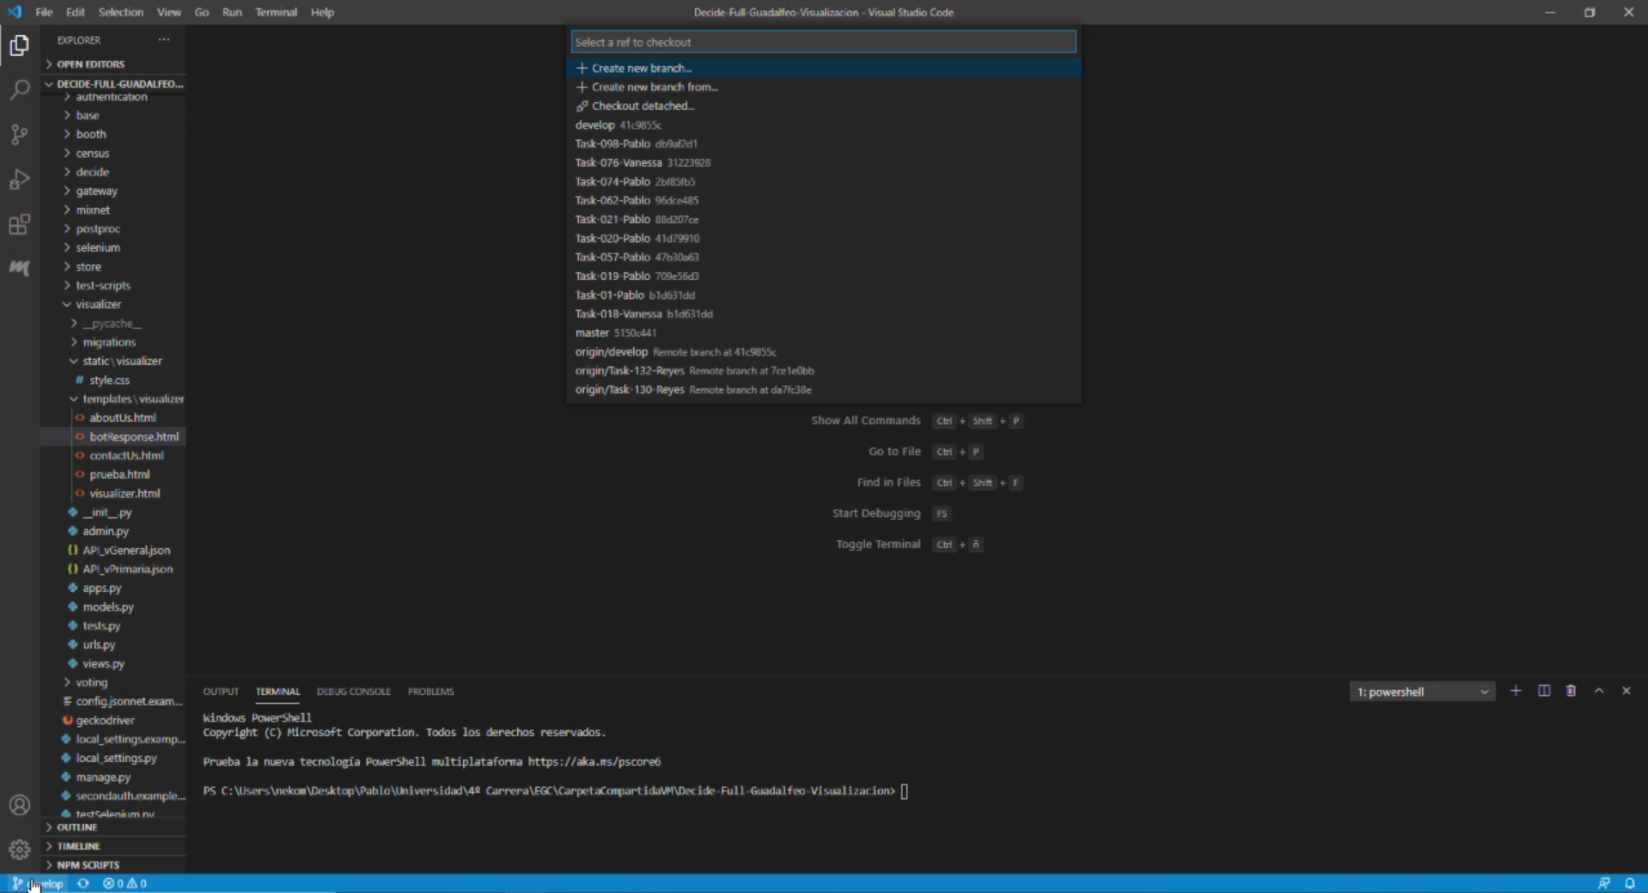 File Edit Selection View Go Run Terminal Help
Decide-Full-Guadalfeo-Visualizacion - Visual Studio Code
EXPLORER
OPEN EDITORS
DECIDE-FULL-GUADALFEO...
authentication
base
booth
census
decide
gateway
mixnet
postproc
selenium
store
test-scripts
visualizer
__pycache__
migrations
static\visualizer
# style.css
templates\visualizer
<> aboutUs.html
<> botResponse.html
<> contactUs.html
<> prueba.html
<> visualizer.html
__init__.py
admin.py
{} API_vGeneral.json
{} API_vPrimaria.json
apps.py
models.py
tests.py
urls.py
views.py
voting
config.jsonnet.exam...
geckodriver
local_settings.examp...
local_settings.py
manage.py
secondauth.example...
testSelenium.py
OUTLINE
TIMELINE
NPM SCRIPTS
Select a ref to checkout
+ Create new branch...
+ Create new branch from...
Checkout detached...
develop 41c9855c
Task-098-Pablo db9af2d1
Task-076-Vanessa 31223928
Task-074-Pablo 2bf85fb5
Task-062-Pablo 96dce485
Task-021-Pablo 88d207ce
Task-020-Pablo 41d79910
Task-057-Pablo 47b30a63
Task-019-Pablo 709e56d3
Task-01-Pablo b1d631dd
Task-018-Vanessa b1d631dd
master 5150c441
origin/develop Remote branch at 41c9855c
origin/Task-132-Reyes Remote branch at 7ce1e0bb
origin/Task-130-Reyes Remote branch at da7fc38e
Show All Commands Ctrl + Shift + P
Go to File Ctrl + P
Find in Files Ctrl + Shift + F
Start Debugging F5
Toggle Terminal Ctrl + ñ
OUTPUT TERMINAL DEBUG CONSOLE PROBLEMS
1: powershell
Windows PowerShell
Copyright (C) Microsoft Corporation. Todos los derechos reservados.
Prueba la nueva tecnología PowerShell multiplataforma https://aka.ms/pscore6
PS C:\Users\nekom\Desktop\Pablo\Universidad\4º Carrera\EGC\CarpetaCompartidaVM\Decide-Full-Guadalfeo-Visualizacion>
develop 0 0